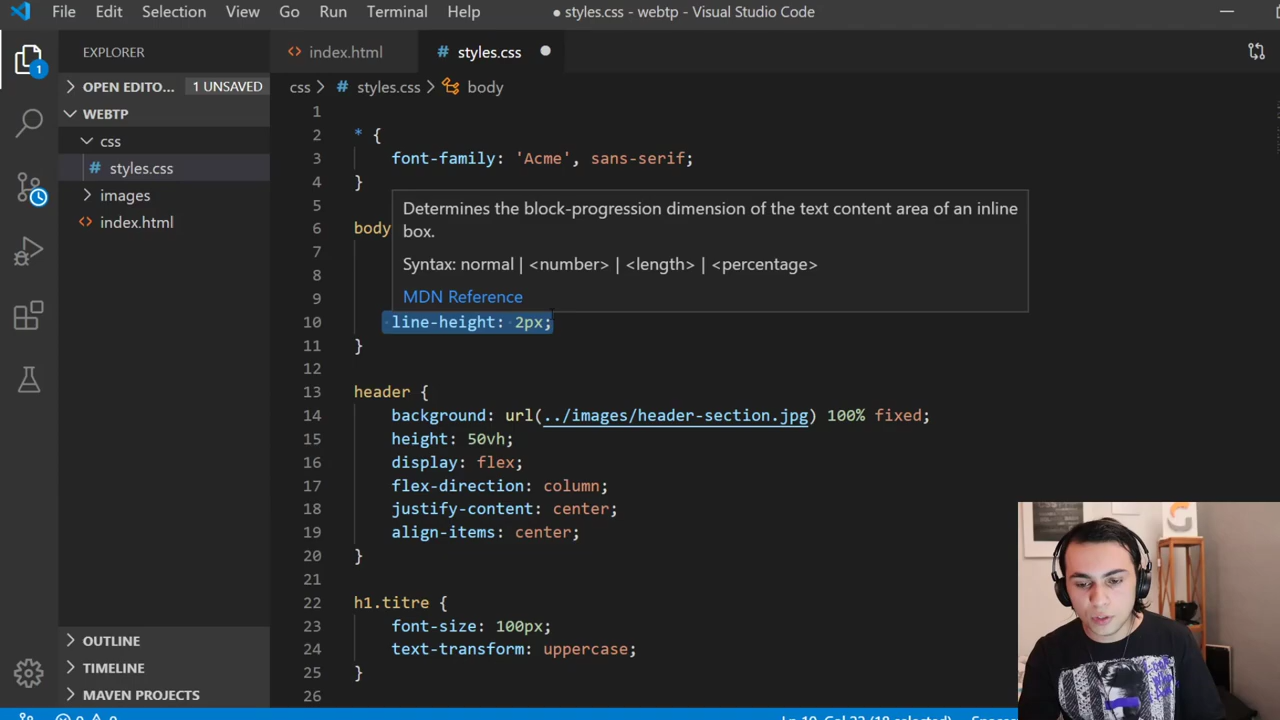 File Edit Selection View Go Run Terminal Help ● styles.css - webtp - Visual Studio Code
EXPLORER
OPEN EDITO... 1 UNSAVED
WEBTP
css
# styles.css
images
<> index.html
OUTLINE
TIMELINE
MAVEN PROJECTS
1
<> index.html # styles.css ●
css > # styles.css > body
1
2 * {
3 font-family: 'Acme', sans-serif;
4 }
5
6 body
7
8
9
Determines the block-progression dimension of the text content area of an inline
box.
Syntax: normal | <number> | <length> | <percentage>
MDN Reference
10 line-height: 2px;
11 }
12
13 header {
14 background: url(../images/header-section.jpg) 100% fixed;
15 height: 50vh;
16 display: flex;
17 flex-direction: column;
18 justify-content: center;
19 align-items: center;
20 }
21
22 h1.titre {
23 font-size: 100px;
24 text-transform: uppercase;
25 }
26